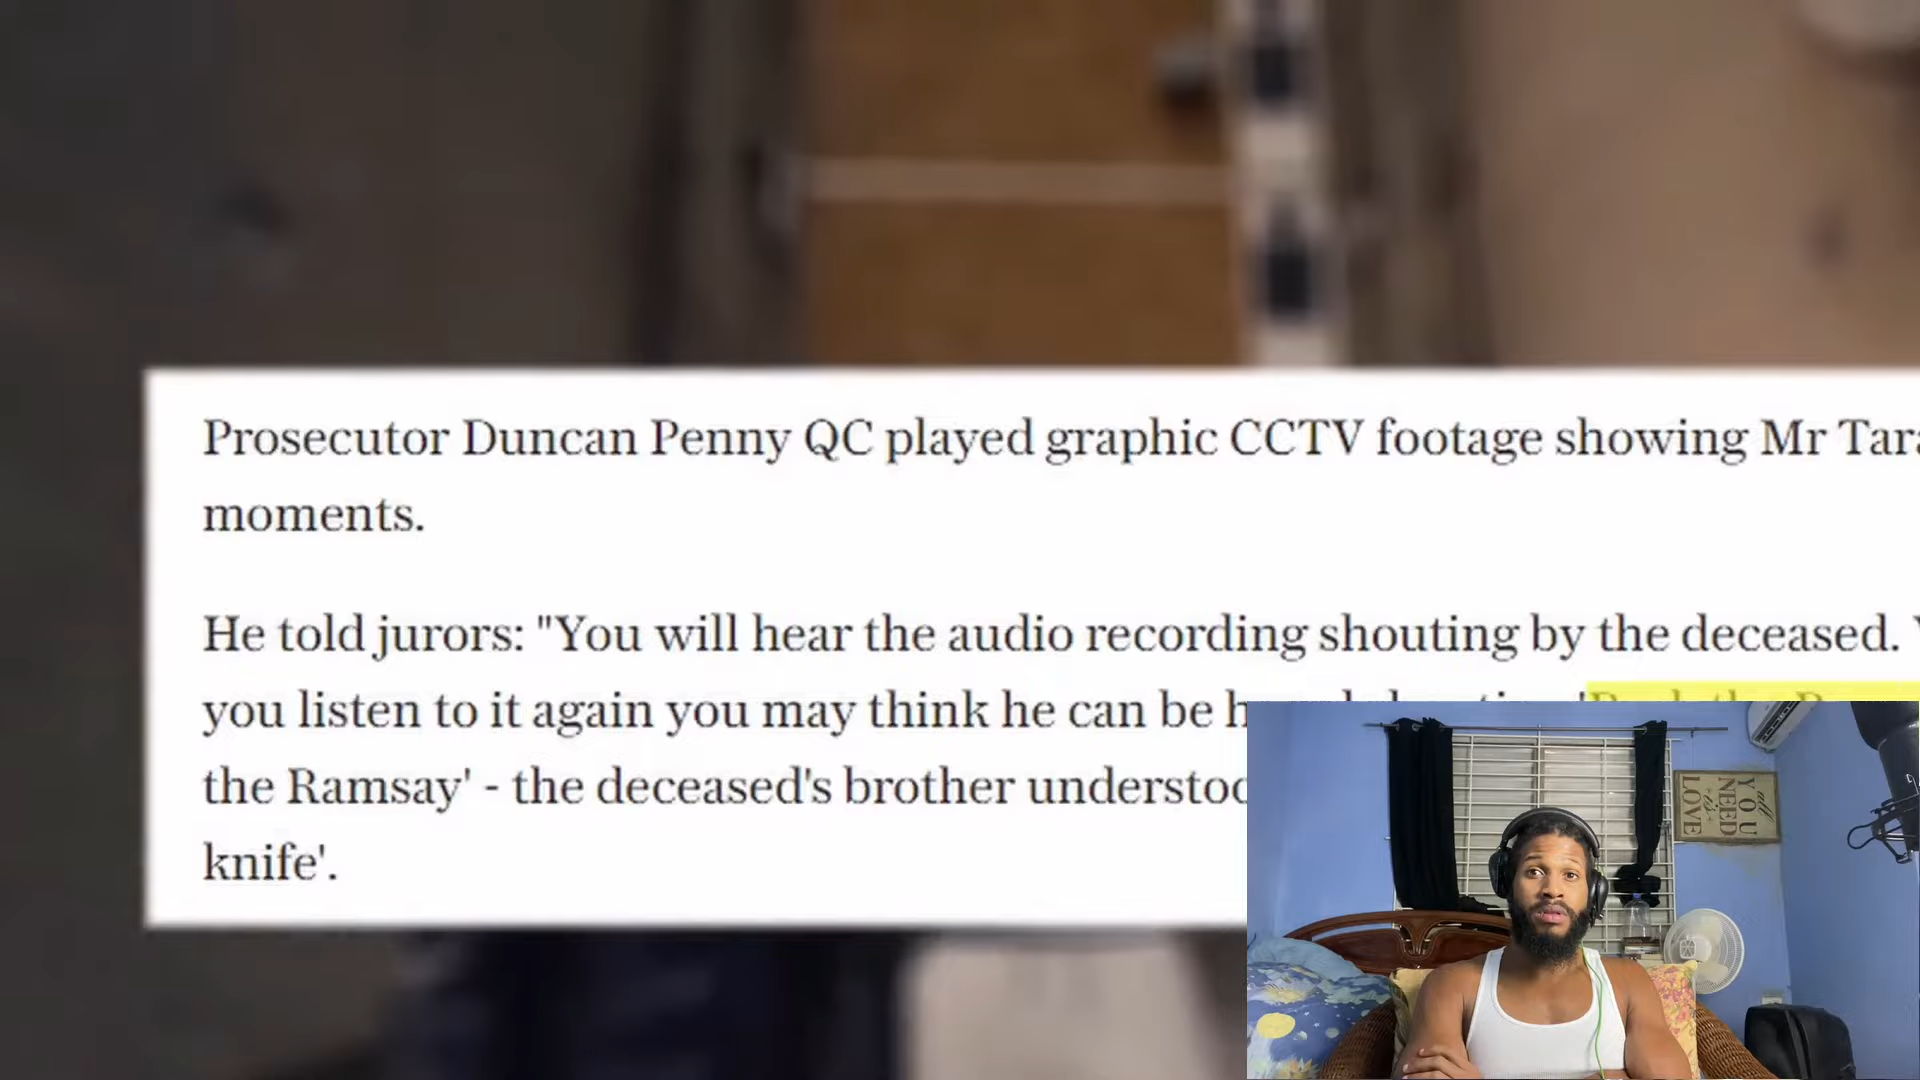 Prosecutor Duncan Penny QC played graphic CCTV footage showing Mr
moments.
He told jurors: "You will hear the audio recording shouting by the deceased.
you listen to it again you may think he can be
the Ramsay' - the deceased's brother
knife'.
all
YOU
NEED
is
LOVE